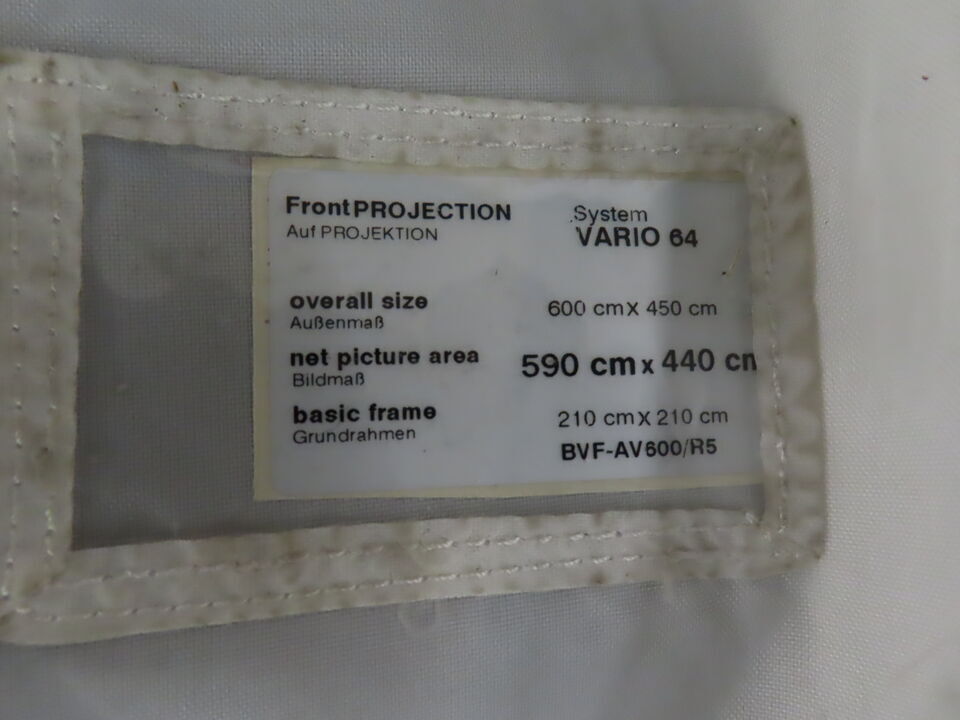 FrontPROJECTION System
Auf PROJEKTION VARIO 64
overall size 600 cm x 450 cm
Außenmaß
net picture area 590 cm x 440 cm
Bildmaß
basic frame 210 cm x 210 cm
Grundrahmen BVF-AV600/R5